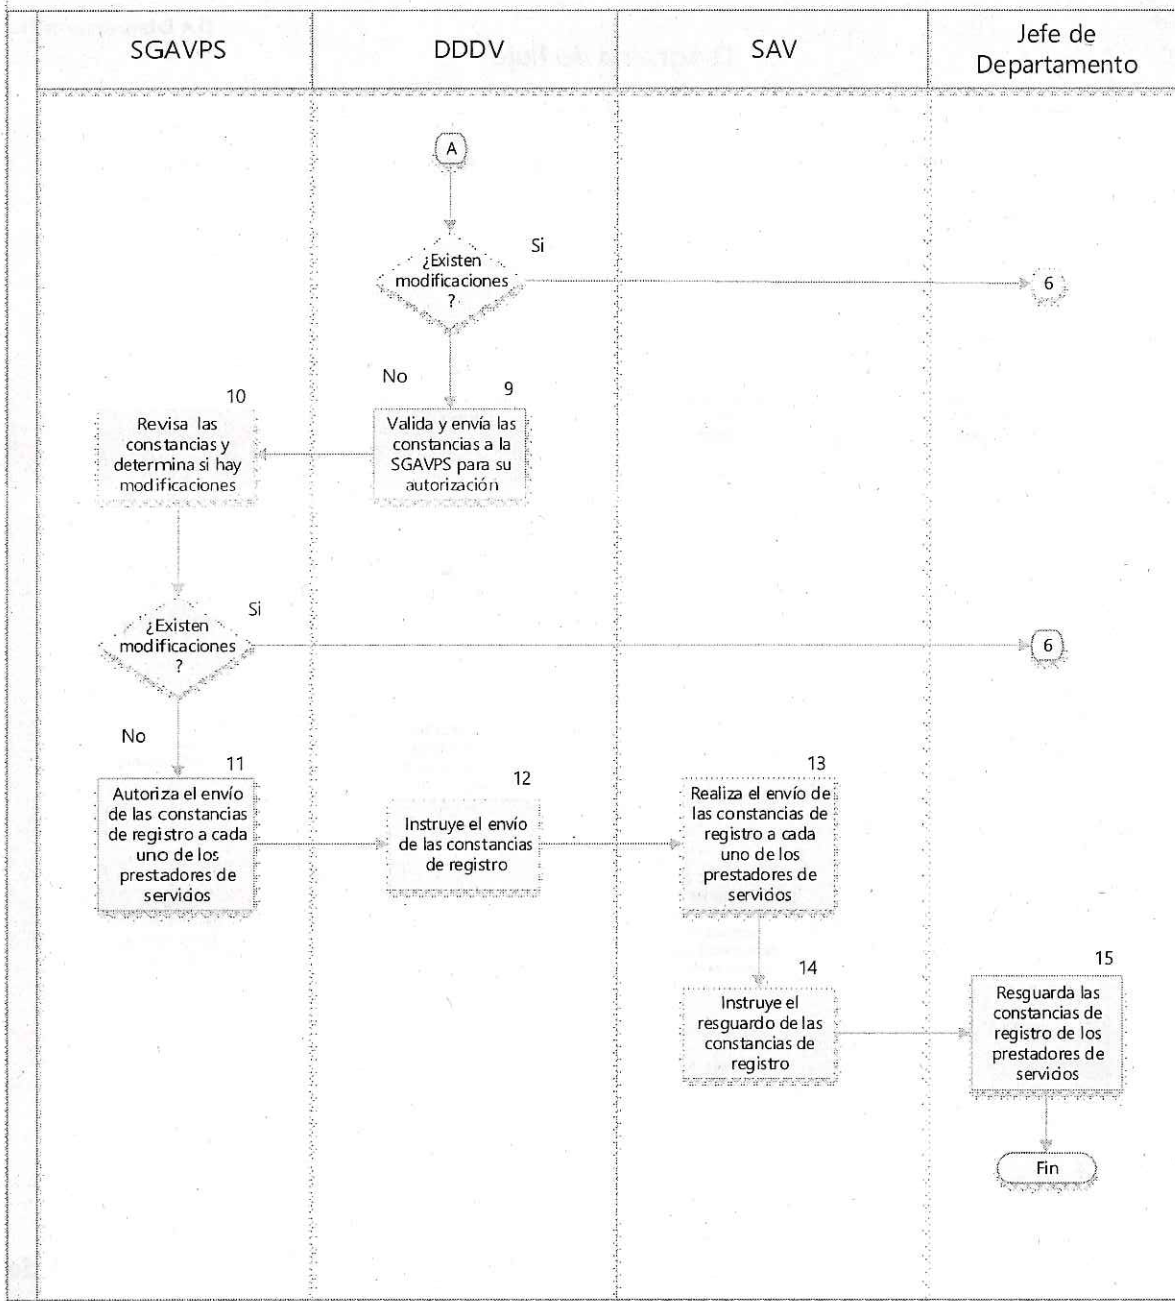 SGAVPS
DDDV
SAV
Jefe de
Departamento
A
¿Existen
modificaciones
?
Si
6
No
9
Valida y envía las
constancias a la
SGAVPS para su
autorización
10
Revisa las
constancias y
determina si hay
modificaciones
¿Existen
modificaciones
?
Si
6
No
11
Autoriza el envío
de las constancias
de registro a cada
uno de los
prestadores de
servicios
12
Instruye el envío
de las constancias
de registro
13
Realiza el envío de
las constancias de
registro a cada
uno de los
prestadores de
servicios
14
Instruye el
resguardo de las
constancias de
registro
15
Resguarda las
constancias de
registro de los
prestadores de
servicios
Fin